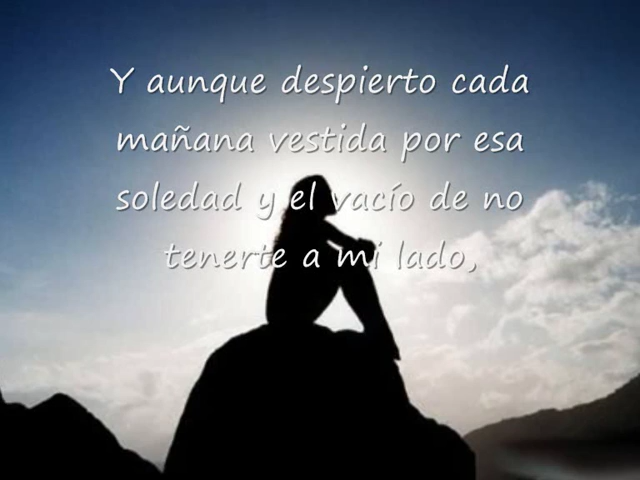 Y aunque despierto cada
mañana vestida por esa
soledad y el vacío de no
tenerte a mi lado,